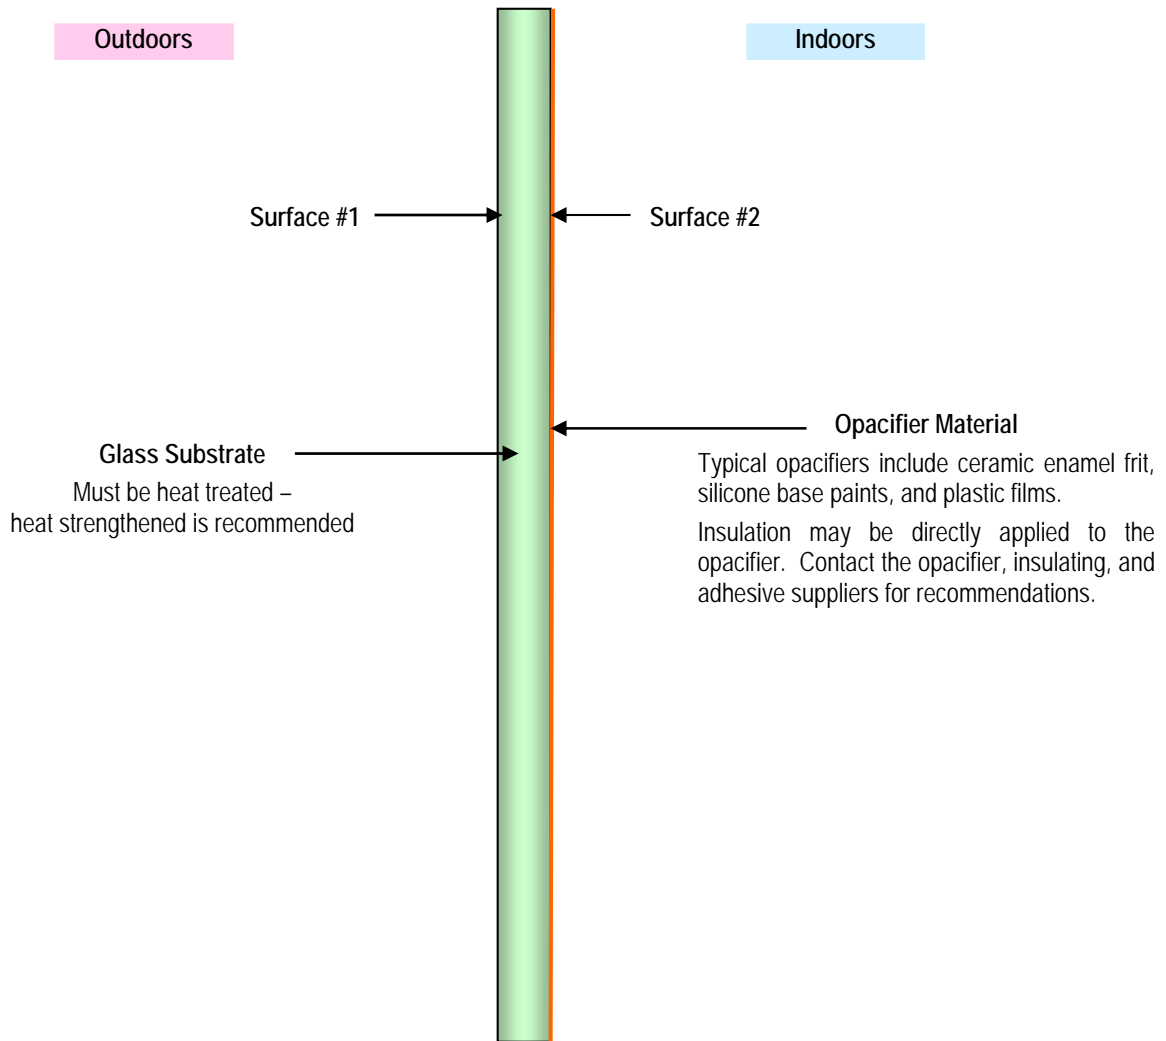 Outdoors
Indoors
Surface #1
Surface #2
Glass Substrate
Must be heat treated –
heat strengthened is recommended
Opacifier Material
Typical opacifiers include ceramic enamel frit,
silicone base paints, and plastic films.
Insulation may be directly applied to the
opacifier. Contact the opacifier, insulating, and
adhesive suppliers for recommendations.